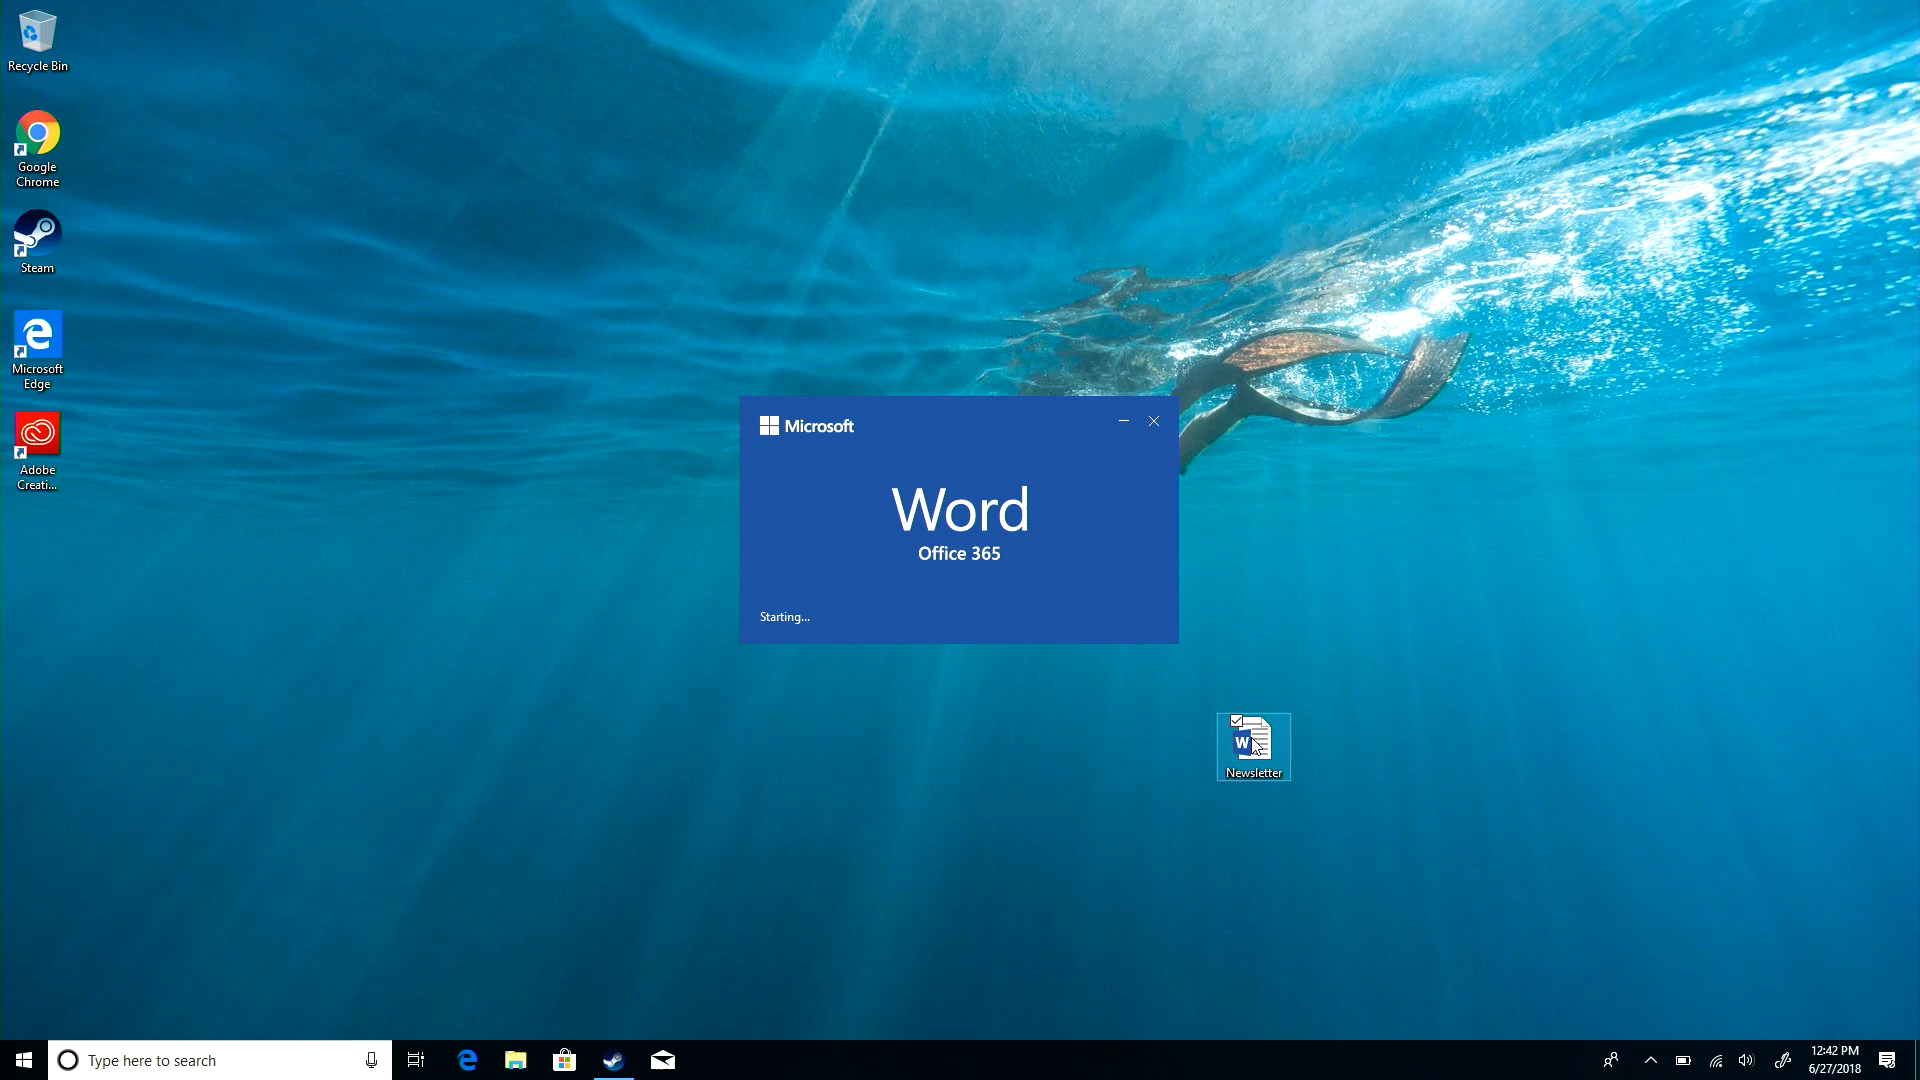 Recycle Bin
Google
Chrome
Steam
Microsoft
Edge
Adobe
Creati...
Microsoft
Word
Office 365
Starting...
W
Newsletter
Type here to search
12:42 PM
6/27/2018